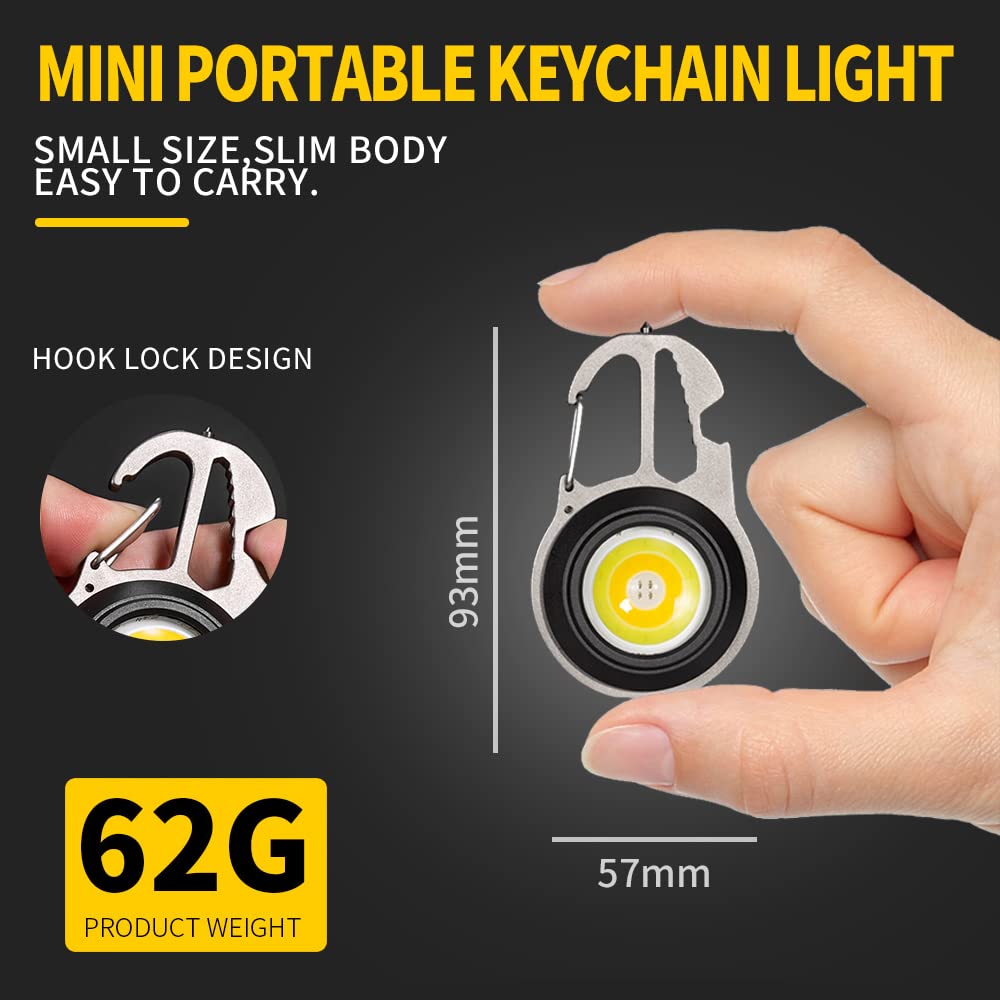 MINI PORTABLE KEYCHAIN LIGHT
SMALL SIZE,SLIM BODY
EASY TO CARRY.
HOOK LOCK DESIGN
93mm
57mm
62G
PRODUCT WEIGHT